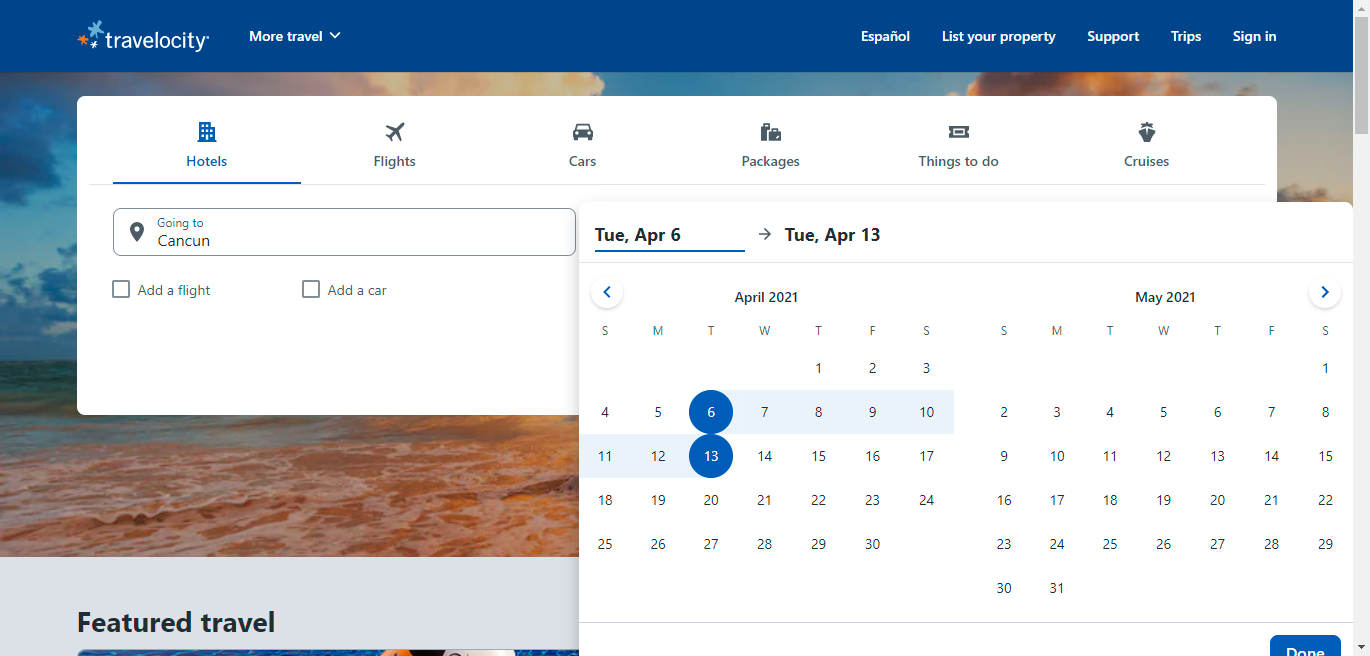 travelocity
More travel
Español
List your property
Support
Trips
Sign in
Hotels
Flights
Cars
Packages
Things to do
Cruises
Going to
Cancun
Add a flight
Add a car
Tue, Apr 6
Tue, Apr 13
April 2021
S M T W T F S
1 2 3
4 5 6 7 8 9 10
11 12 13 14 15 16 17
18 19 20 21 22 23 24
25 26 27 28 29 30
May 2021
S M T W T F S
1
2 3 4 5 6 7 8
9 10 11 12 13 14 15
16 17 18 19 20 21 22
23 24 25 26 27 28 29
30 31
Done
Featured travel